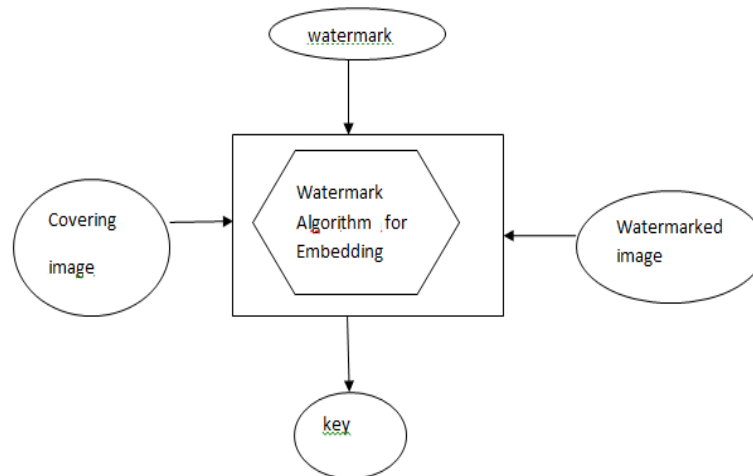 watermark
Covering
image
Watermark
Algorithm for
Embedding
Watermarked
image
key